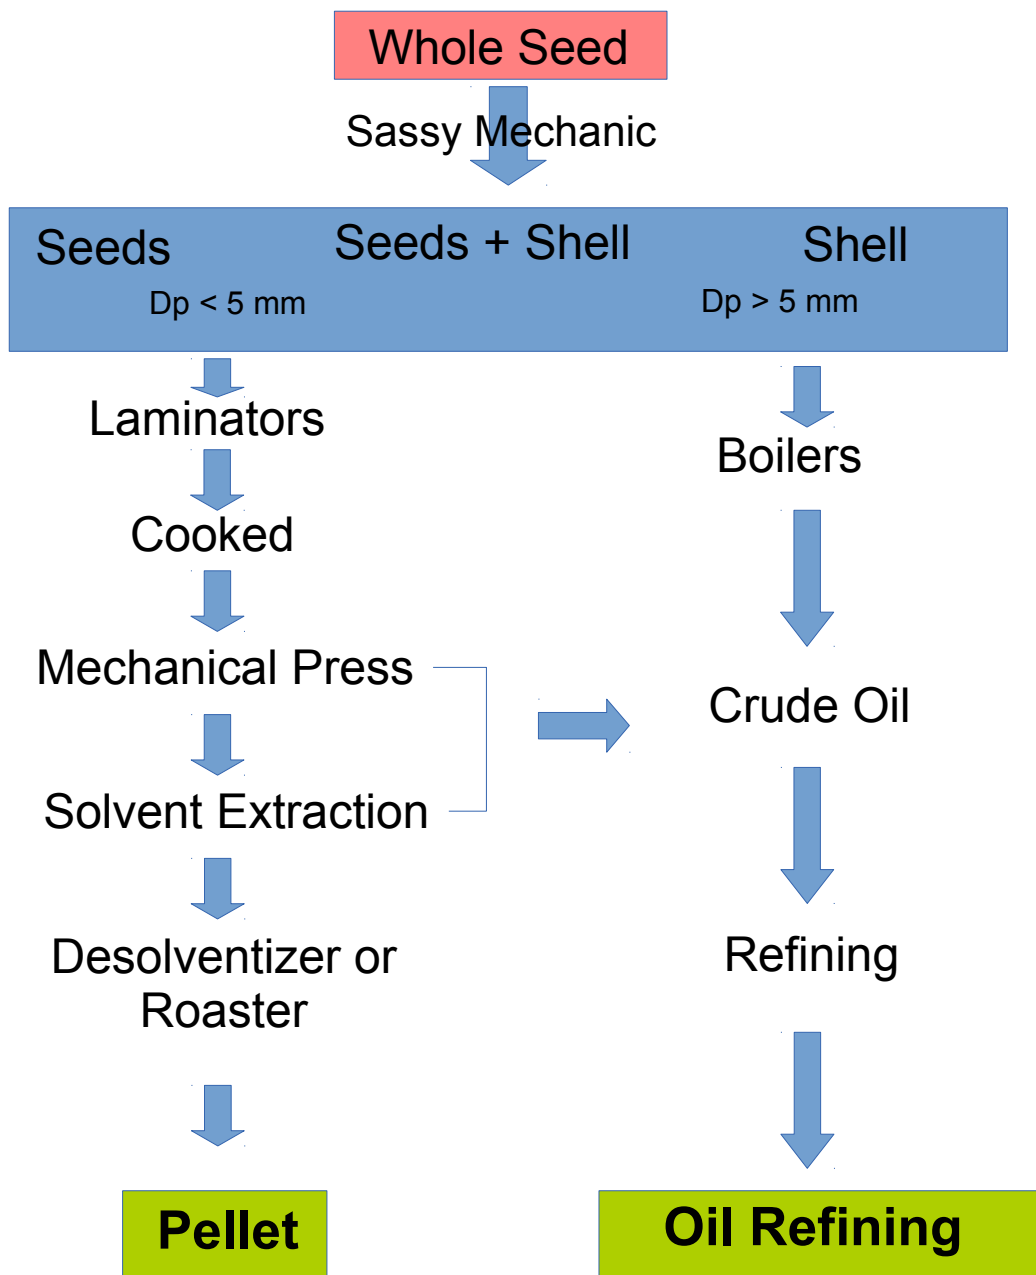 Whole Seed
Sassy Mechanic
Seeds
Seeds + Shell
Shell
Dp < 5 mm
Dp > 5 mm
Laminators
Boilers
Cooked
Mechanical Press
Crude Oil
Solvent Extraction
Desolventizer or
Roaster
Refining
Pellet
Oil Refining